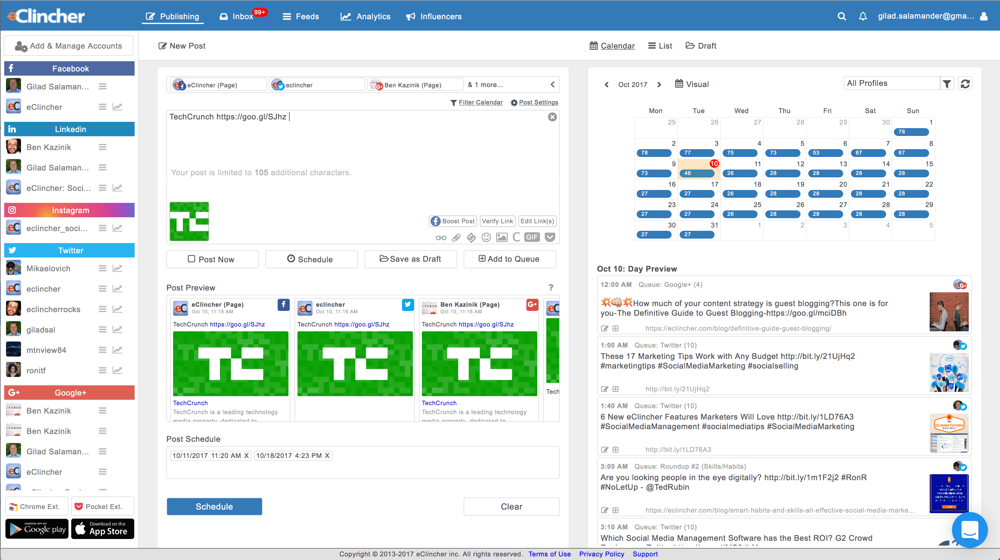 eClincher
Publishing
Inbox 99+
Feeds
Analytics
Influencers
gilad.salamander@gma...
Add & Manage Accounts
Facebook
Gilad Salaman...
eClincher
Linkedin
Ben Kazinik
Gilad Salaman...
eClincher: Soci...
Instagram
eclincher_soci...
Twitter
Mikaelovich
eclincher
eclincherrocks
giladsal
mtnview84
ronitf
Google+
Ben Kazinik
Ben Kazinik
Gilad Salaman...
eClincher
Chrome Ext.
Pocket Ext.
ANDROID APP ON
Google play
Download on the
App Store
New Post
Calendar
List
Draft
eClincher (Page)
eclincher
Ben Kazinik (Page)
& 1 more...
Filter Calendar
Post Settings
TechCrunch https://goo.gl/SJhz
Your post is limited to 105 additional characters.
TC
Boost Post
Verify Link
Edit Link(s)
GIF
Post Now
Schedule
Save as Draft
Add to Queue
Post Preview
?
eClincher (Page)
Oct 10, 11:15 AM
TechCrunch https://goo.gl/SJhz
TC
TechCrunch
TechCrunch is a leading technology
media property, dedicated to
eclincher
Oct 10, 11:15 AM
TechCrunch https://goo.gl/SJhz
TC
Ben Kazinik (Page)
Oct 10, 11:15 AM
TechCrunch https://goo.gl/SJhz
TC
TechCrunch
TechCrunch is a leading technology
media property, dedicated to
Tech
Post Schedule
10/11/2017 11:20 AM X
10/18/2017 4:23 PM X
Schedule
Clear
Oct 2017
Visual
All Profiles
Mon Tue Wed Thu Fri Sat Sun
25 26 27 28 29 30 1
78
2 3 4 5 6 7 8
78 77 75 73 53 67 67
9 10 11 12 13 14 15
73 46 26 28 28 28 28
16 17 18 19 20 21 22
27 27 26 28 28 28 28
23 24 25 26 27 28 29
27 27 26 28 28 28 28
30 31 1 2 3 4 5
27 27
Oct 10: Day Preview
12:00 AM Queue: Google+ (4)
💥👊🏼💥How much of your content strategy is guest blogging?This one is for
you-The Definitive Guide to Guest Blogging-https://goo.gl/mciDBh
https://eclincher.com/blog/definitive-guide-guest-blogging/
1:00 AM Queue: Twitter (10)
These 17 Marketing Tips Work with Any Budget http://bit.ly/21UjHq2
#marketingtips #SocialMediaMarketing #socialselling
http://bit.ly/21UjHq2
1:40 AM Queue: Twitter (10)
6 New eClincher Features Marketers Will Love http://bit.ly/1LD76A3
#SocialMediaManagement #socialmediatips #SocialMediaMarketing
New
eCLINCHER FEATURES
Marketers Will Love
http://bit.ly/1LD76A3
3:05 AM Queue: Roundup #2 (Skills/Habits)
Are you looking people in the eye digitally? http://bit.ly/1m1F2j2 #RonR
#NoLetUp - @TedRubin
https://eclincher.com/blog/smart-habits-and-skills-all-effective-social-media-marke...
3:10 AM Queue: Twitter (10)
Which Social Media Management Software has the Best ROI? G2 Crowd
Copyright © 2013-2017 eClincher inc. All rights reserved. Terms of Use Privacy Policy Support